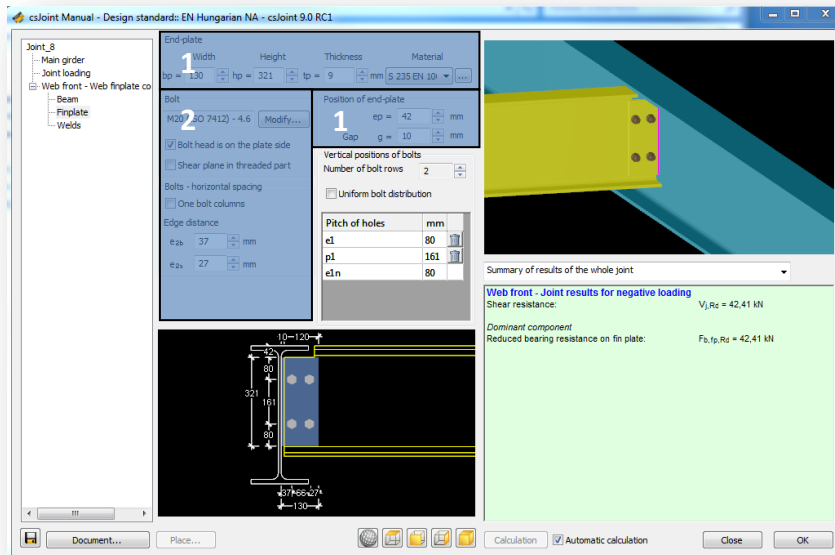 csJoint Manual - Design standard:: EN Hungarian NA - csJoint 9.0 RC1
Joint_8
Main girder
Joint loading
Web front - Web finplate co
Beam
Finplate
Welds
End-plate
Width Height Thickness Material
bp = 130 hp = 321 tp = 9 mm S 235 EN 10(
...
1
Bolt
M20 (ISO 7412) - 4.6 Modify...
2
Bolt head is on the plate side
Shear plane in threaded part
Bolts - horizontal spacing
One bolt columns
Edge distance
e2b 37 mm
e2s 27 mm
Position of end-plate
ep = 42 mm
Gap g = 10 mm
1
Vertical positions of bolts
Number of bolt rows 2
Uniform bolt distribution
Pitch of holes mm
e1 80
p1 161
e1n 80
10 120
42
80
321
161
80
37 66 27
130
Summary of results of the whole joint
Web front - Joint results for negative loading
Shear resistance: Vj,Rd = 42,41 kN
Dominant component
Reduced bearing resistance on fin plate: Fb,fp,Rd = 42,41 kN
Document... Place... Calculation Automatic calculation Close OK